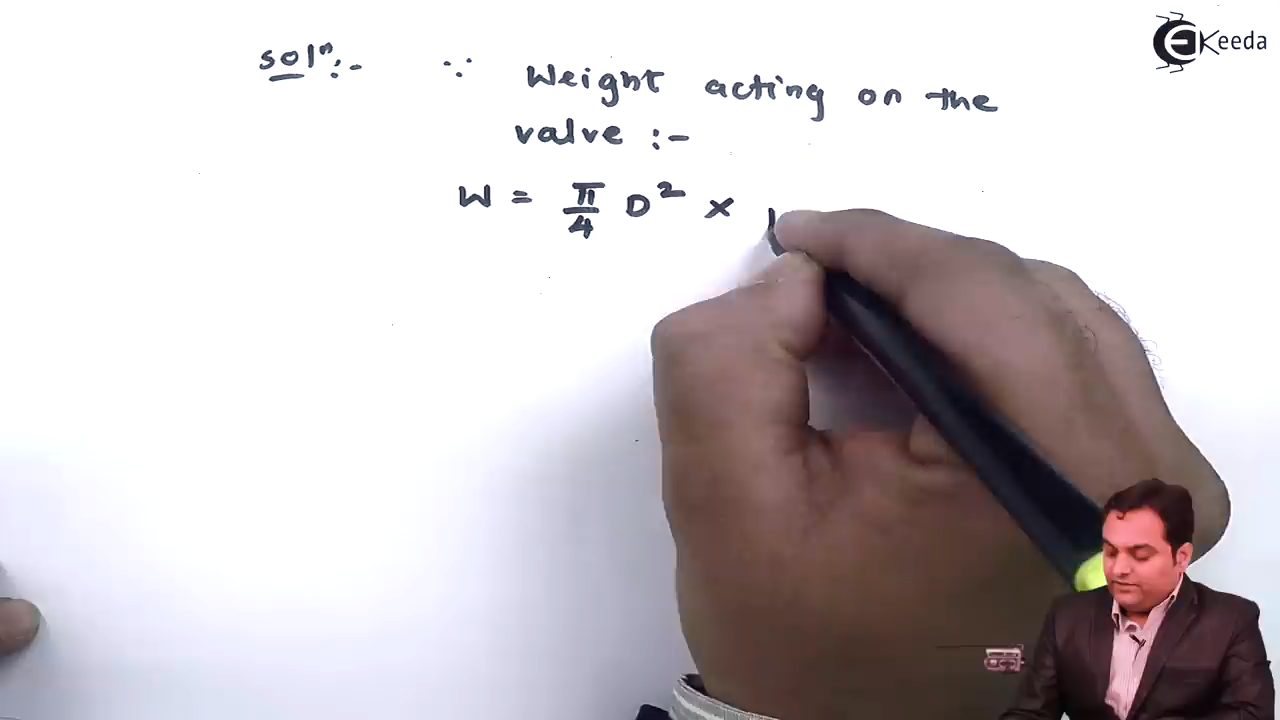 EKeeda
solⁿ:- ∵ Weight acting on the
valve :-
W = π/4 D² ×